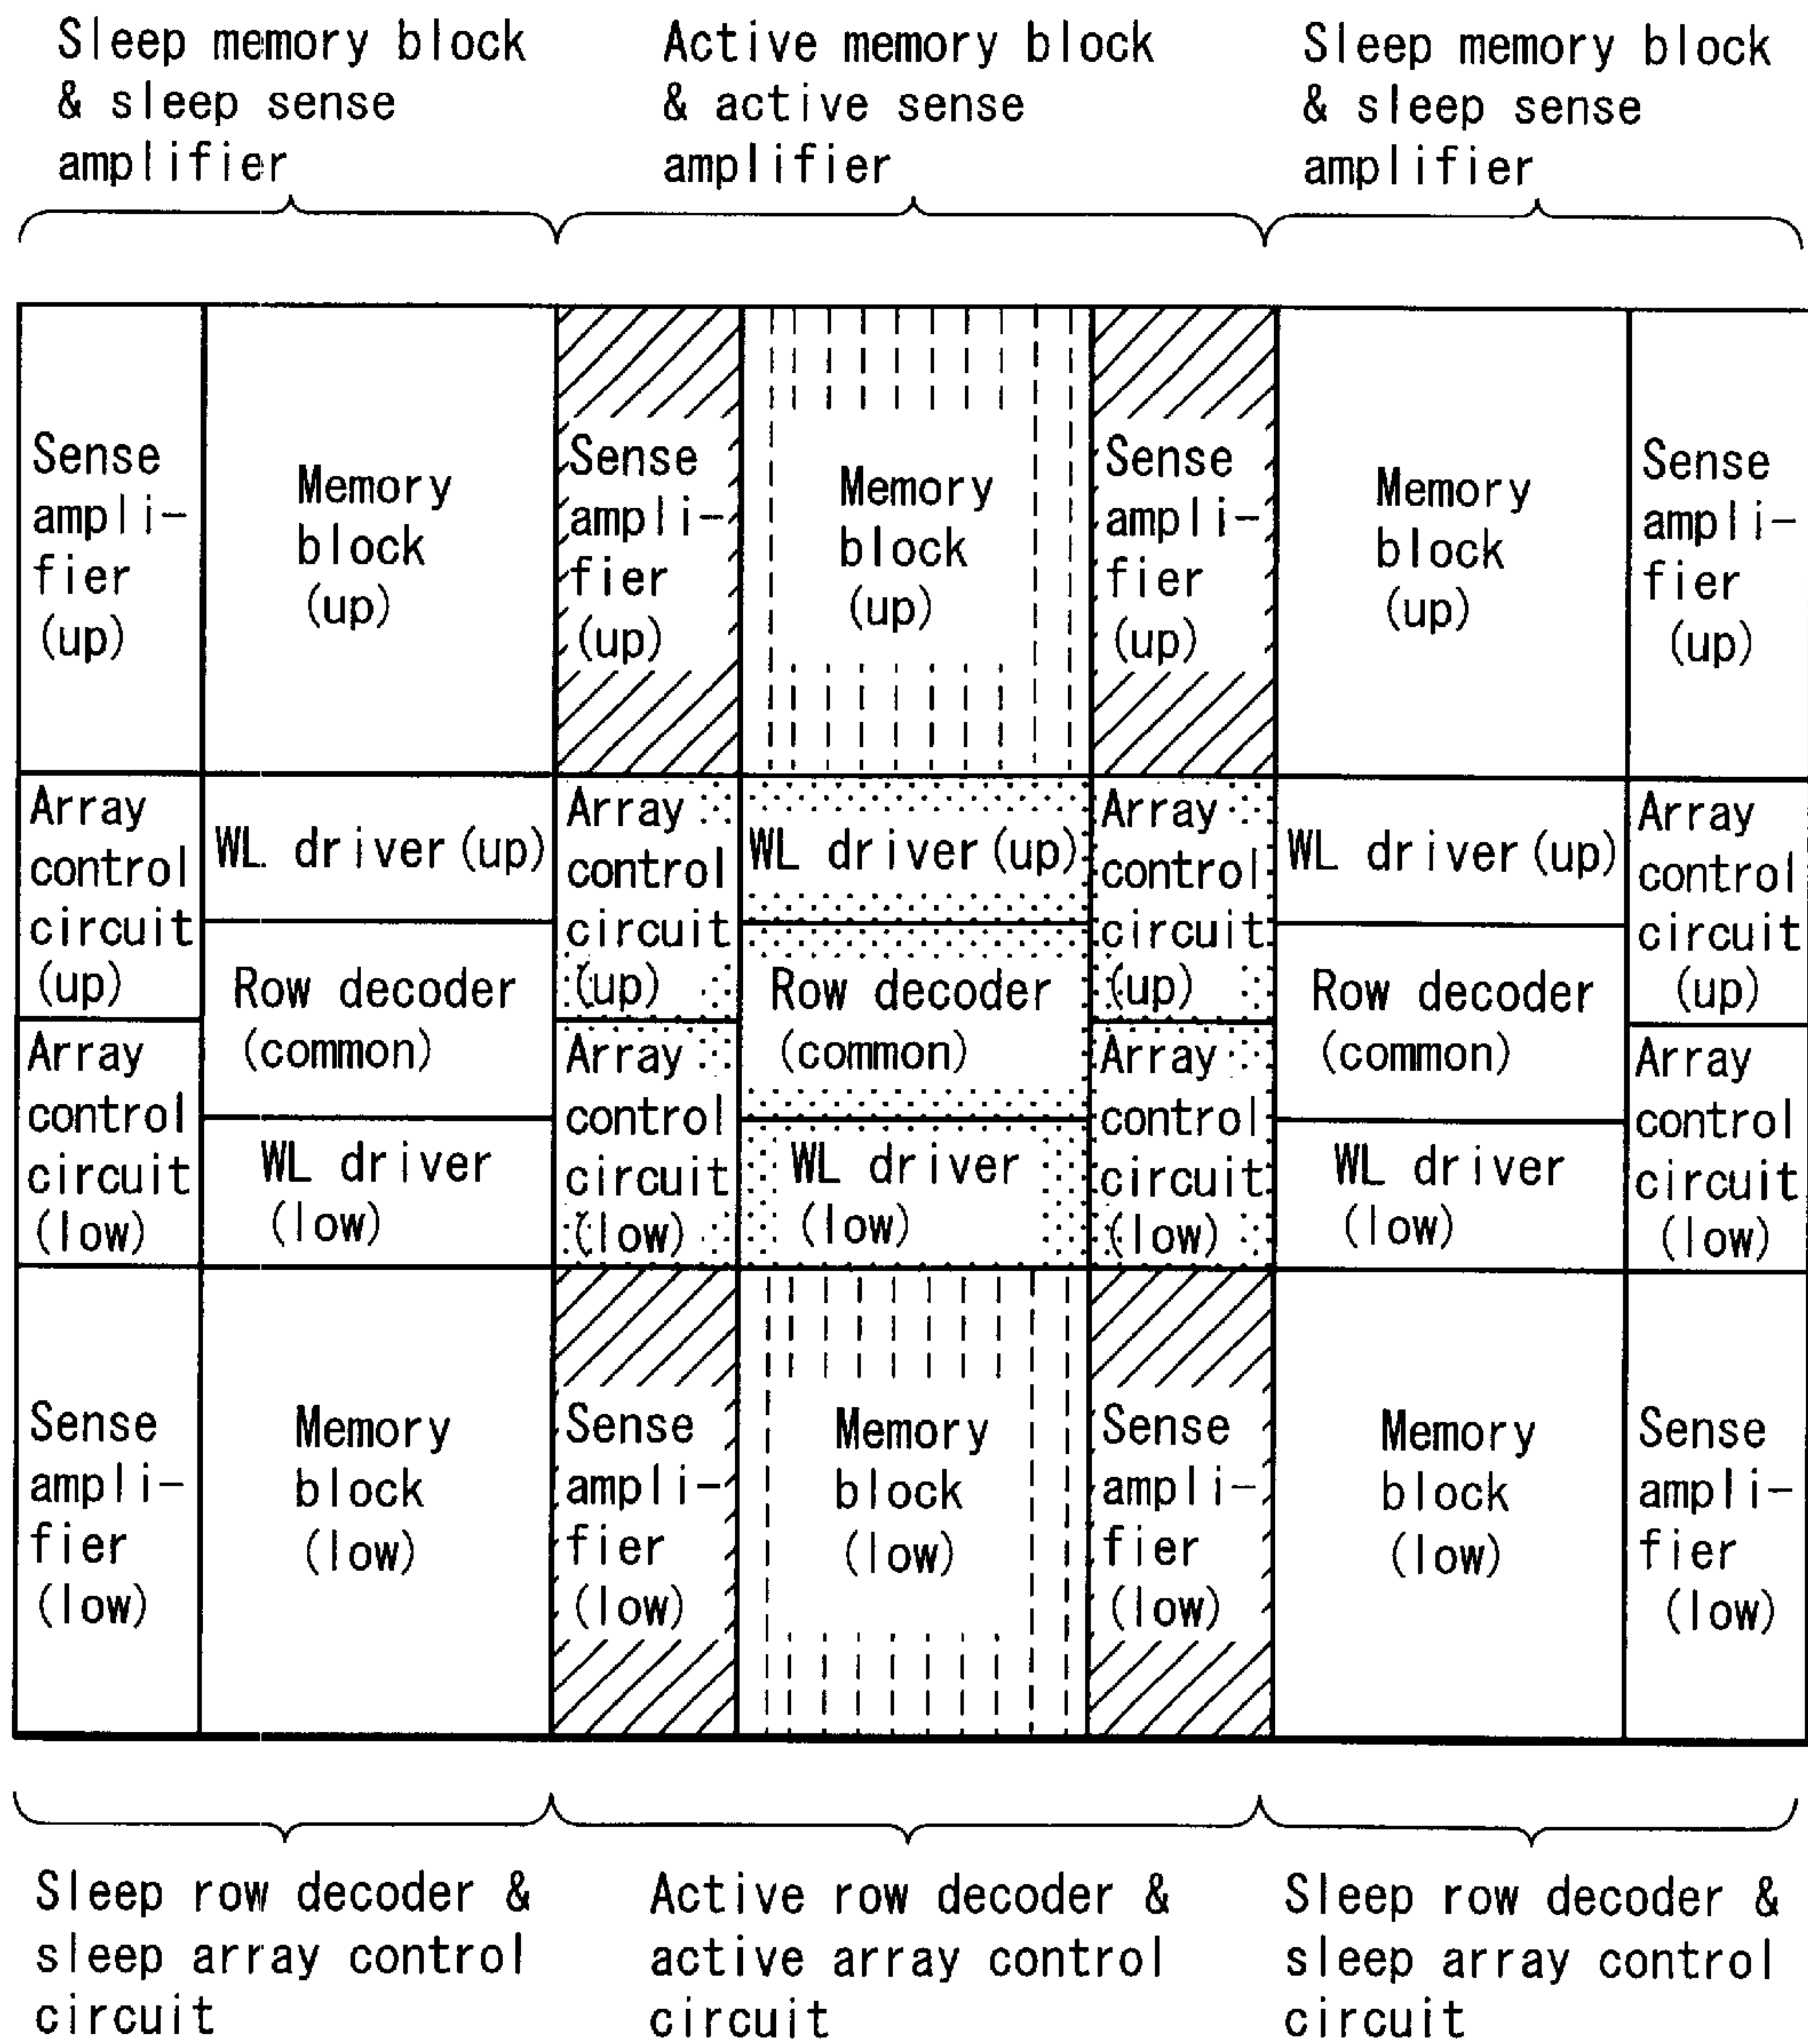 Sleep memory block
& sleep sense
amplifier
Active memory block
& active sense
amplifier
Sleep memory block
& sleep sense
amplifier
Sense
ampli-
fier
(up)
Memory
block
(up)
Sense
ampli-
fier
(up)
Memory
block
(up)
Sense
ampli-
fier
(up)
Memory
block
(up)
Sense
ampli-
fier
(up)
Array
control
circuit
(up)
WL driver(up)
Array
control
circuit
(up)
WL driver(up)
Array
control
circuit
(up)
WL driver(up)
Array
control
circuit
(up)
Row decoder
(common)
Row decoder
(common)
Row decoder
(common)
Array
control
circuit
(low)
WL driver
(low)
Array
control
circuit
(low)
WL driver
(low)
Array
control
circuit
(low)
WL driver
(low)
Array
control
circuit
(low)
Sense
ampli-
fier
(low)
Memory
block
(low)
Sense
ampli-
fier
(low)
Memory
block
(low)
Sense
ampli-
fier
(low)
Memory
block
(low)
Sense
ampli-
fier
(low)
Sleep row decoder &
sleep array control
circuit
Active row decoder &
active array control
circuit
Sleep row decoder &
sleep array control
circuit